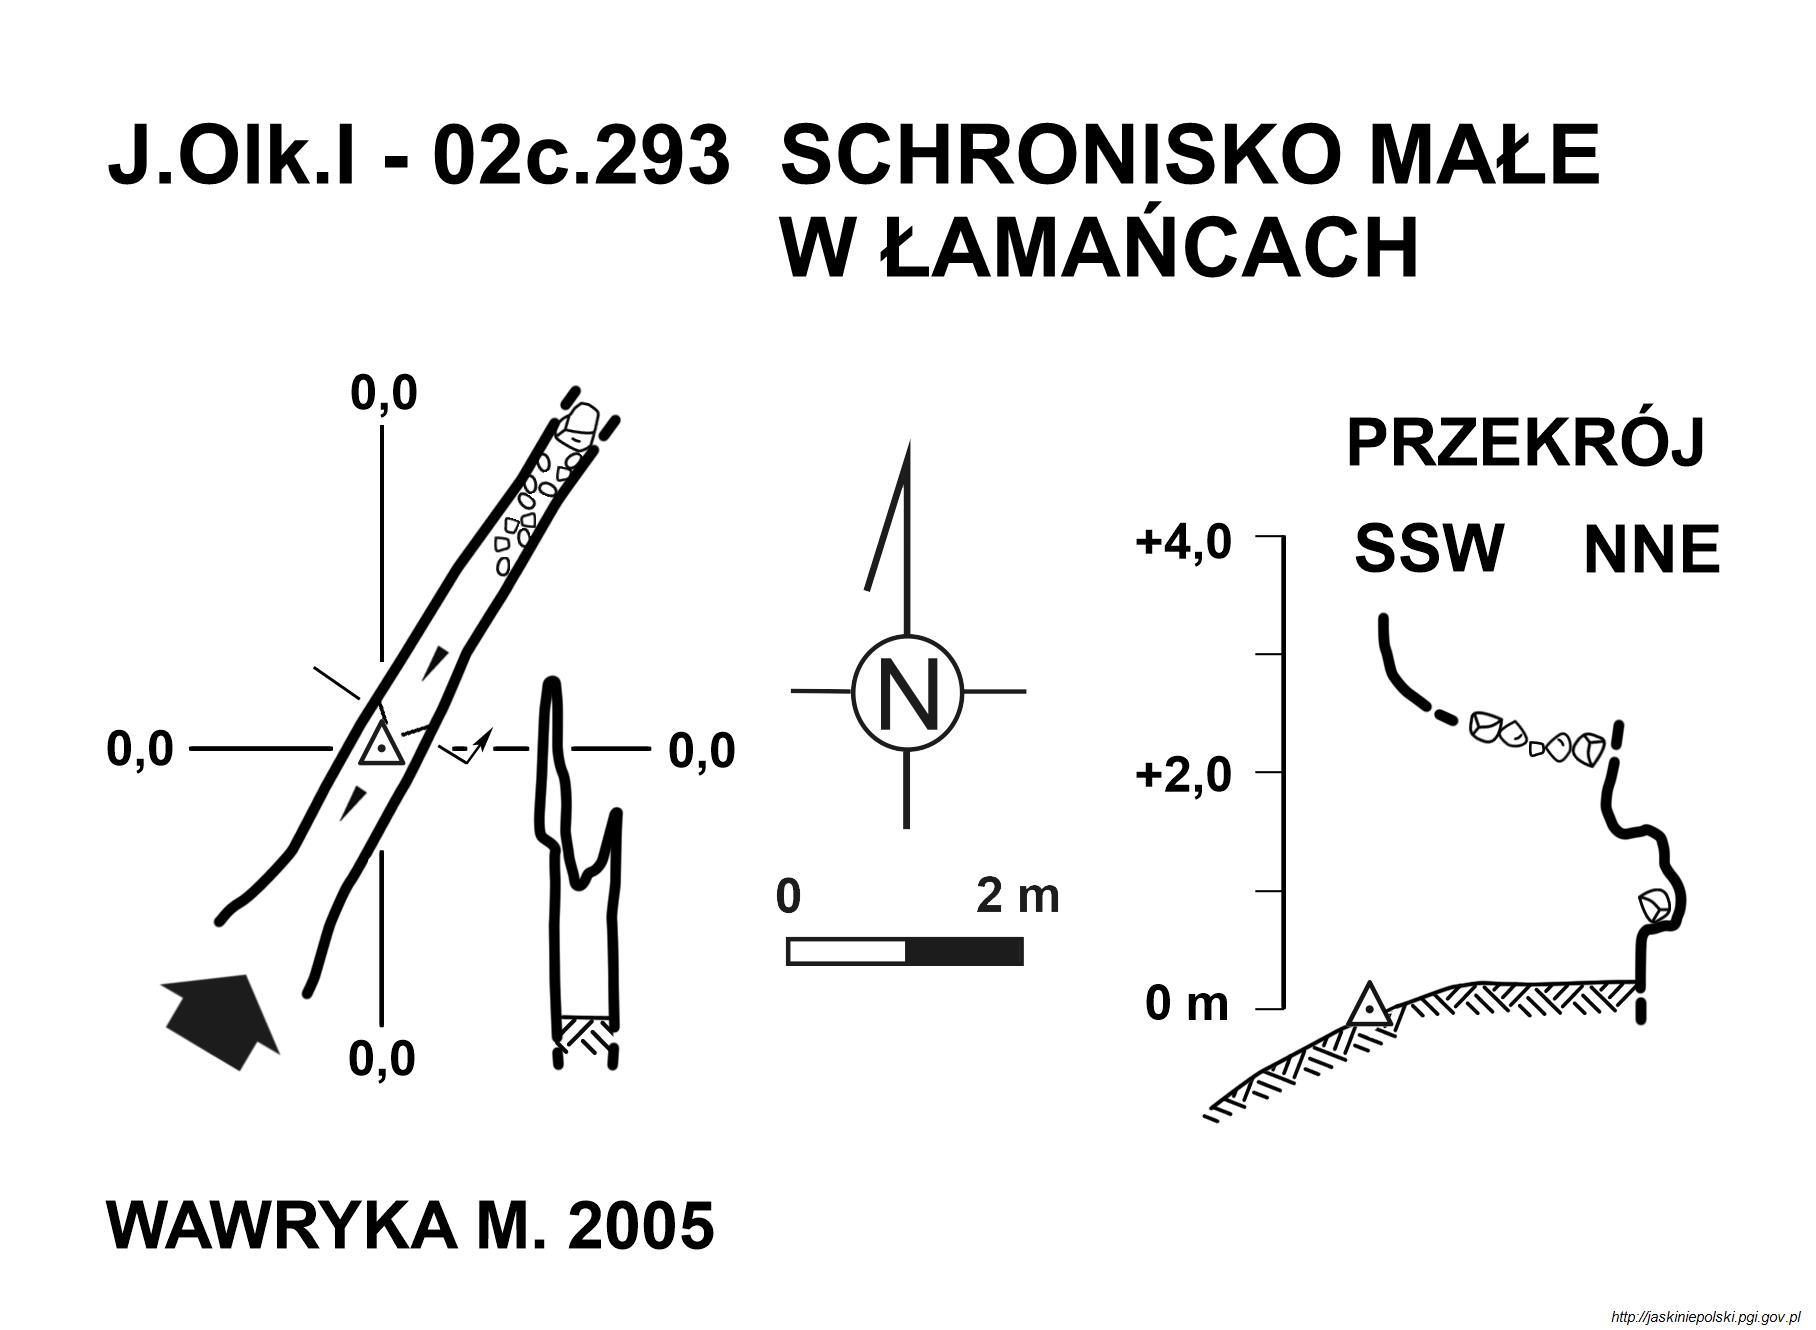 J.Olk.I - 02c.293 SCHRONISKO MAŁE
W ŁAMAŃCACH
0,0
0,0
0,0
0,0
N
0 2 m
PRZEKRÓJ
SSW NNE
+4,0
+2,0
0 m
WAWRYKA M. 2005
http://jaskiniepolski.pgi.gov.pl